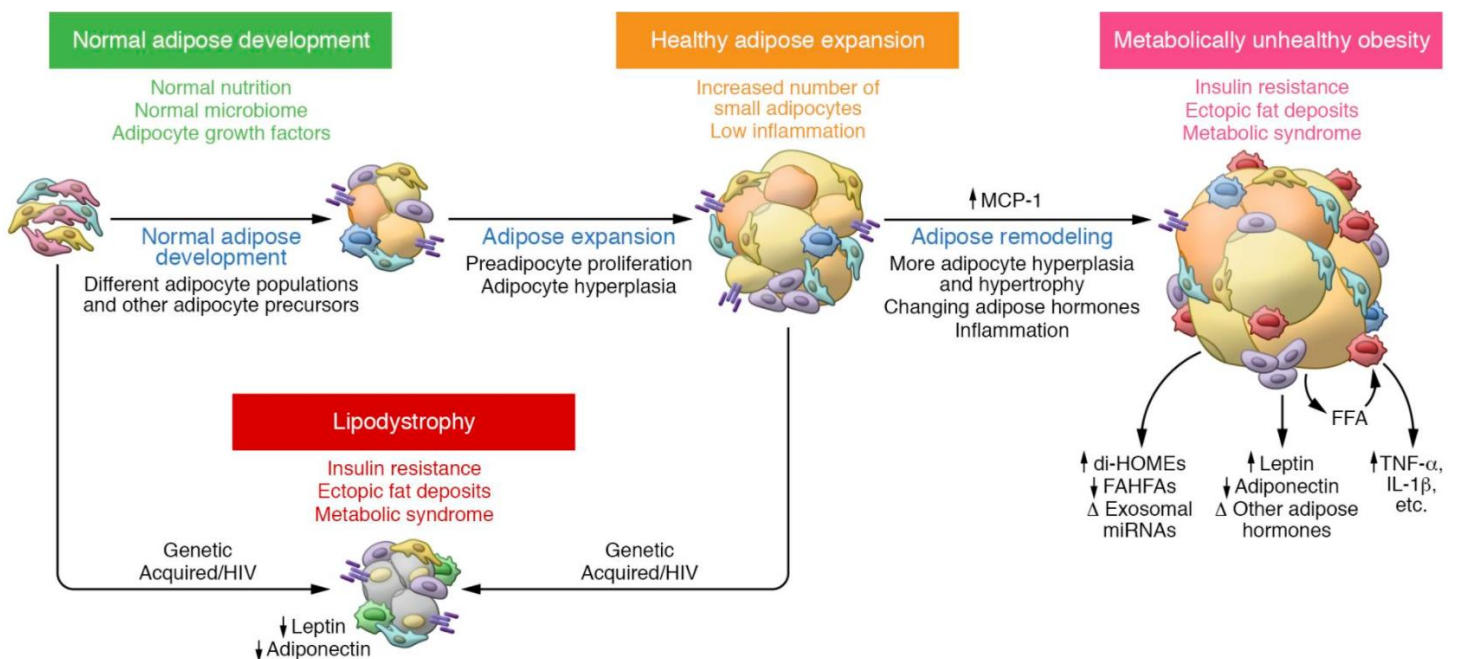 Normal adipose development
Normal nutrition
Normal microbiome
Adipocyte growth factors
Healthy adipose expansion
Increased number of
small adipocytes
Low inflammation
Metabolically unhealthy obesity
Insulin resistance
Ectopic fat deposits
Metabolic syndrome
Normal adipose
development
Different adipocyte populations
and other adipocyte precursors
Adipose expansion
Preadipocyte proliferation
Adipocyte hyperplasia
↑MCP-1
Adipose remodeling
More adipocyte hyperplasia
and hypertrophy
Changing adipose hormones
Inflammation
Lipodystrophy
Insulin resistance
Ectopic fat deposits
Metabolic syndrome
Genetic
Acquired/HIV
Genetic
Acquired/HIV
↓Leptin
↓Adiponectin
FFA
↑ di-HOMEs
↓ FAHFAs
Δ Exosomal
miRNAs
↑ Leptin
↓ Adiponectin
Δ Other adipose
hormones
↑TNF-α,
IL-1β,
etc.